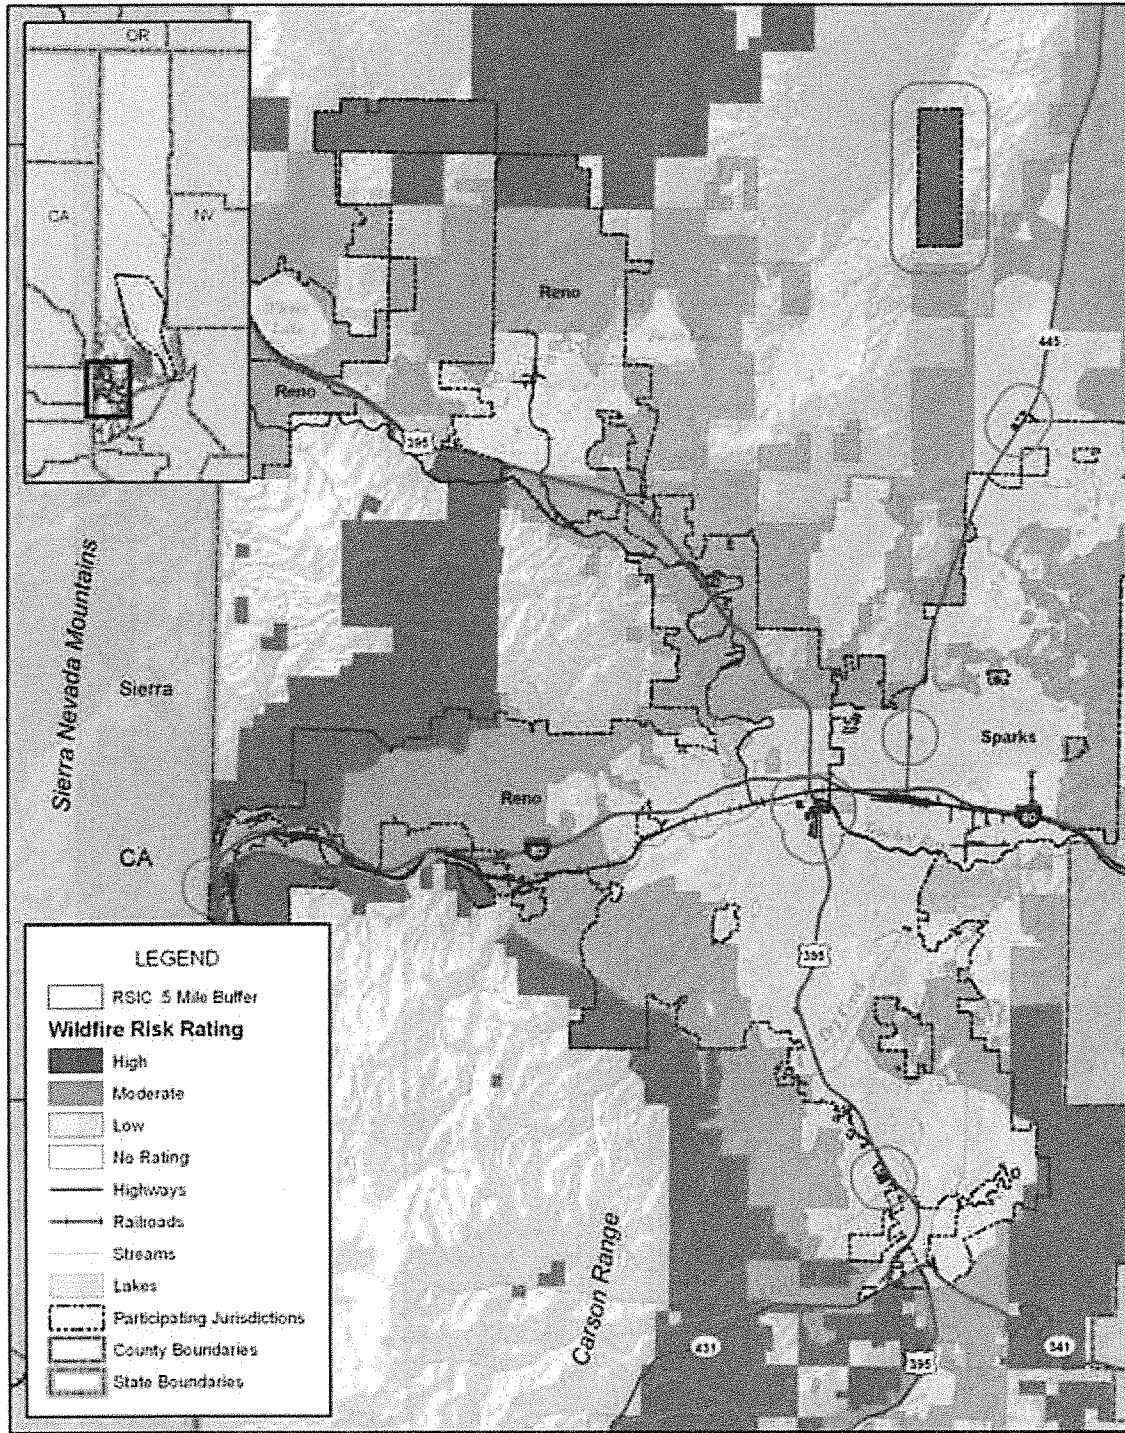 OR
CA
NV
Reno
445
Reno
395
Sierra Nevada Mountains
Sierra
Sparks
Reno
CA
395
LEGEND
RSIC .5 Mile Buffer
Wildfire Risk Rating
High
Moderate
Low
No Rating
Highways
Railroads
Streams
Lakes
Participating Jurisdictions
County Boundaries
State Boundaries
Carson Range
431
341
395